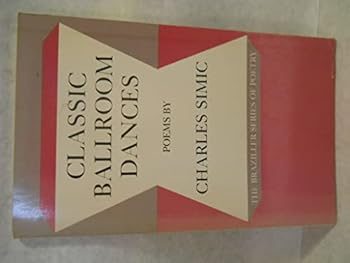 CLASSIC
BALLROOM
DANCES
POEMS BY
CHARLES SIMIC
THE BRAZILLER SERIES OF POETRY